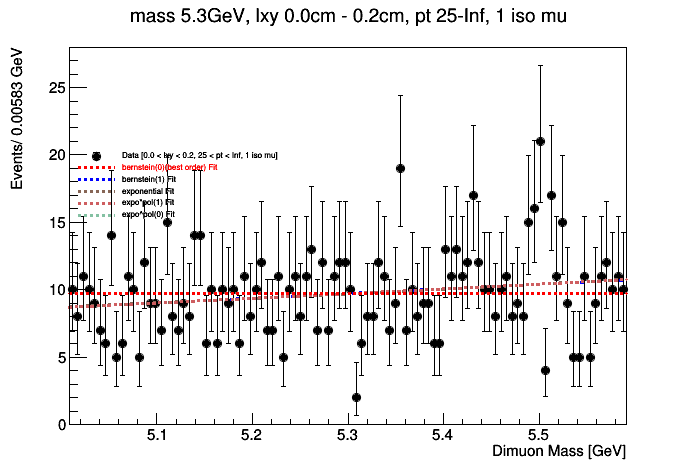 mass 5.3GeV, lxy 0.0cm - 0.2cm, pt 25-Inf, 1 iso mu
Events/ 0.00583 GeV
25
20
15
10
5
0
Data [0.0 < lxy < 0.2, 25 < pt < Inf, 1 iso mu]
bernstein(0)(best order) Fit
bernstein(1) Fit
exponential Fit
expo*pol(1) Fit
expo*pol(0) Fit
5.1 5.2 5.3 5.4 5.5
Dimuon Mass [GeV]